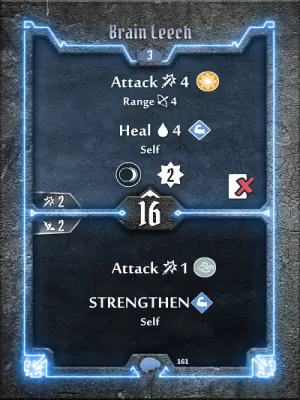 Brain Leech
3
Attack 4
Range 4
Heal 4
Self
2
2
16
2
Attack 1
STRENGTHEN
Self
161